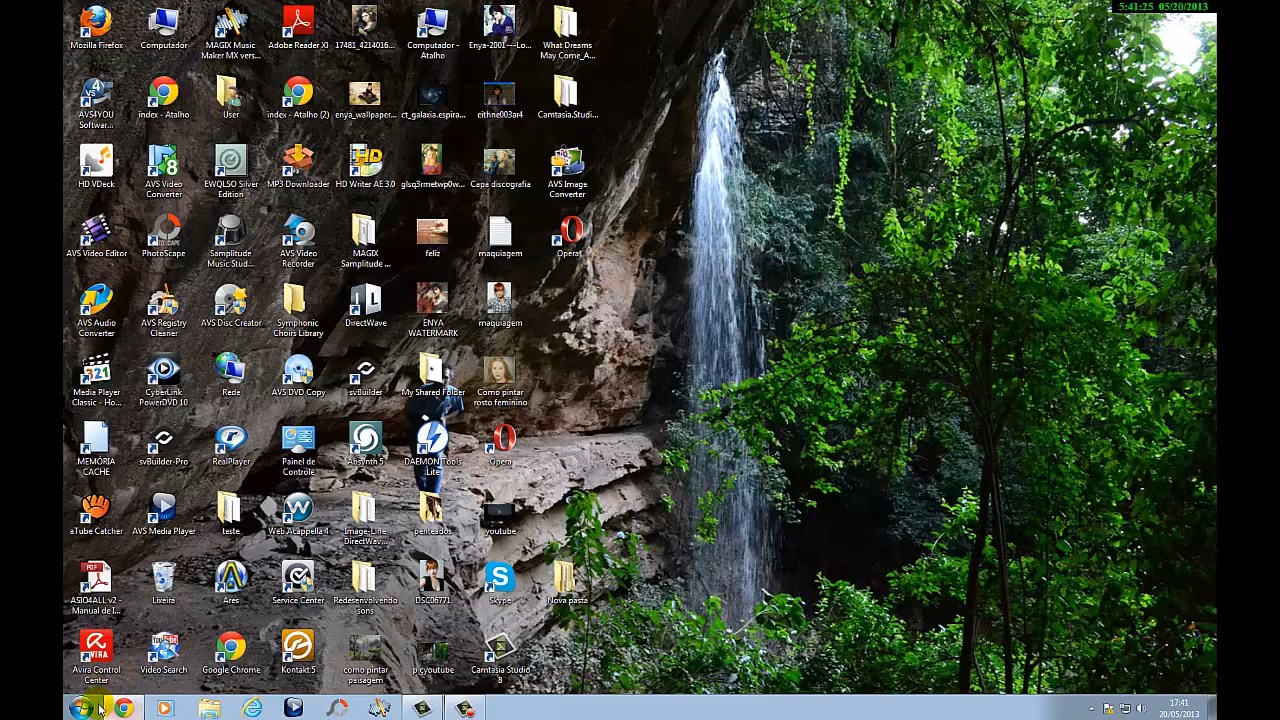 5:41:25 05/20/2013
Mozilla Firefox
Computador
MAGIX Music
Maker MX vers...
Adobe Reader XI
17481_4214016...
Computador -
Atalho
Enya-2001---Lo...
What Dreams
May Come_A...
AVS4YOU
Softwar...
index - Atalho
User
index - Atalho (2)
enya_wallpaper...
ct_galaxia.espira...
eithne003ar4
Camtasia.Studi...
HD VDeck
AVS Video
Converter
EWQLSO Silver
Edition
MP3 Downloader
HD Writer AE 3.0
glsq3rmetwp0w...
Capa discografia
AVS Image
Converter
AVS Video Editor
PhotoScape
Samplitude
Music Stud...
AVS Video
Recorder
MAGIX
Samplitude ...
feliz
maquiagem
Opera
AVS Audio
Converter
AVS Registry
Cleaner
AVS Disc Creator
Symphonic
Choirs Library
DirectWave
ENYA
WATERMARK
maquiagem
Media Player
Classic - Ho...
CyberLink
PowerDVD 10
Rede
AVS DVD Copy
svBuilder
My Shared Folder
Como pintar
rosto feminino
MEMÓRIA
CACHE
svBuilder-Pro
RealPlayer
Painel de
Controle
Absynth 5
DAEMON Tools
Lite
Opera
aTube Catcher
AVS Media Player
teste
Web Acappella 4
Image-Line
DirectWav...
penteados
youtube
ASIO4ALL v2 -
Manual de I...
Lixeira
Ares
Service Center
Redesenvolvendo
sons
DSC06771
Skype
Nova pasta
Avira Control
Center
Video Search
Google Chrome
Kontakt 5
como pintar
paisagem
p cyoutube
Camtasia Studio
8
17:41
20/05/2013